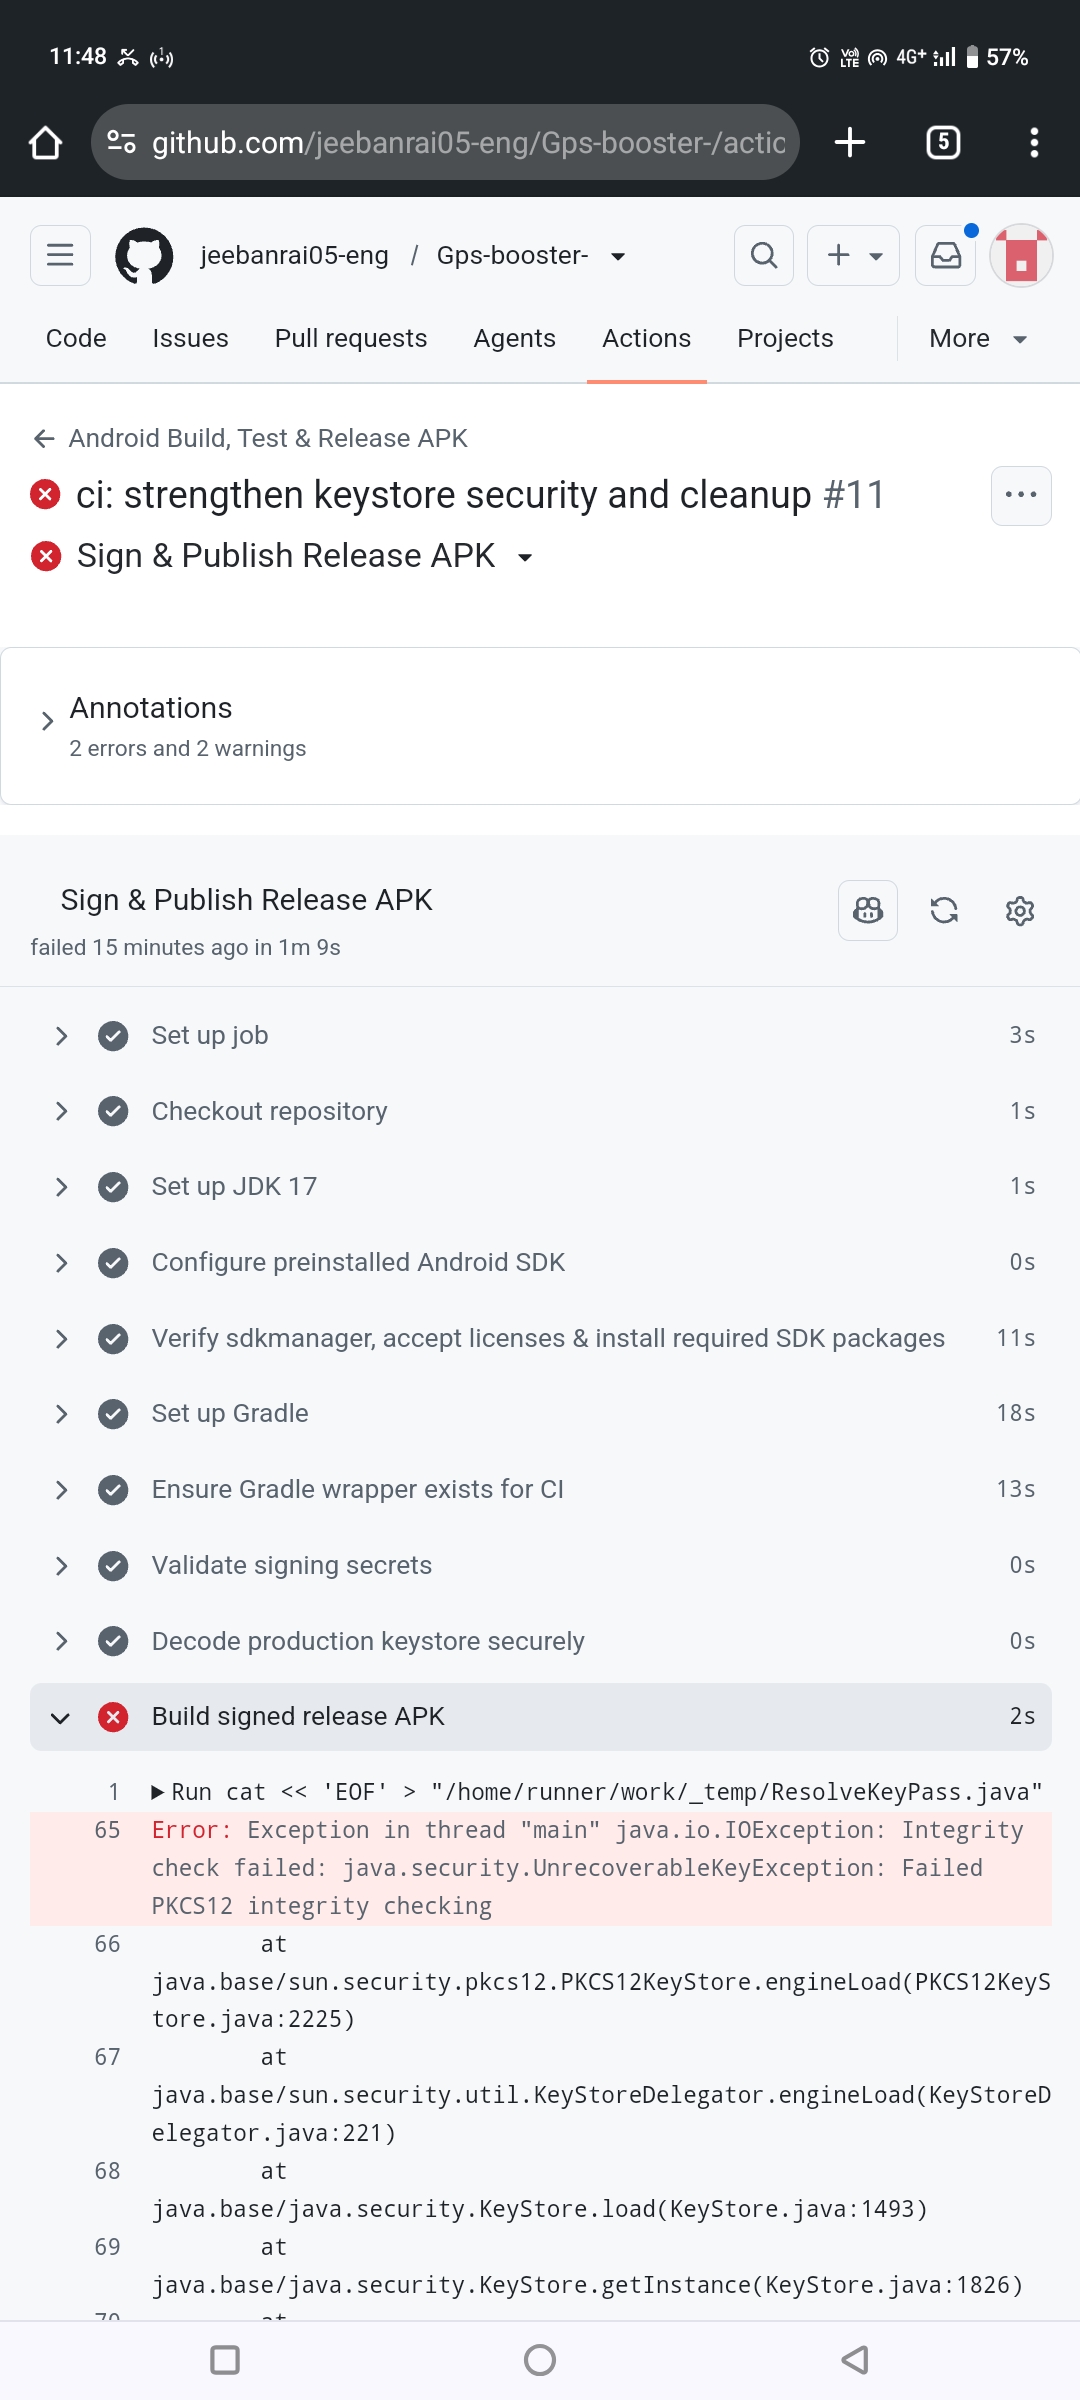 11:48
4G+ 57%
github.com/jeebanrai05-eng/Gps-booster-/actic
5
jeebanrai05-eng / Gps-booster-
Code Issues Pull requests Agents Actions Projects More
Android Build, Test & Release APK
ci: strengthen keystore security and cleanup #11
Sign & Publish Release APK
Annotations
2 errors and 2 warnings
Sign & Publish Release APK
failed 15 minutes ago in 1m 9s
Set up job 3s
Checkout repository 1s
Set up JDK 17 1s
Configure preinstalled Android SDK 0s
Verify sdkmanager, accept licenses & install required SDK packages 11s
Set up Gradle 18s
Ensure Gradle wrapper exists for CI 13s
Validate signing secrets 0s
Decode production keystore securely 0s
Build signed release APK 2s
1 Run cat << 'EOF' > "/home/runner/work/_temp/ResolveKeyPass.java"
65 Error: Exception in thread "main" java.io.IOException: Integrity
check failed: java.security.UnrecoverableKeyException: Failed
PKCS12 integrity checking
66 at
java.base/sun.security.pkcs12.PKCS12KeyStore.engineLoad(PKCS12KeyS
tore.java:2225)
67 at
java.base/sun.security.util.KeyStoreDelegator.engineLoad(KeyStoreD
elegator.java:221)
68 at
java.base/java.security.KeyStore.load(KeyStore.java:1493)
69 at
java.base/java.security.KeyStore.getInstance(KeyStore.java:1826)
70 at